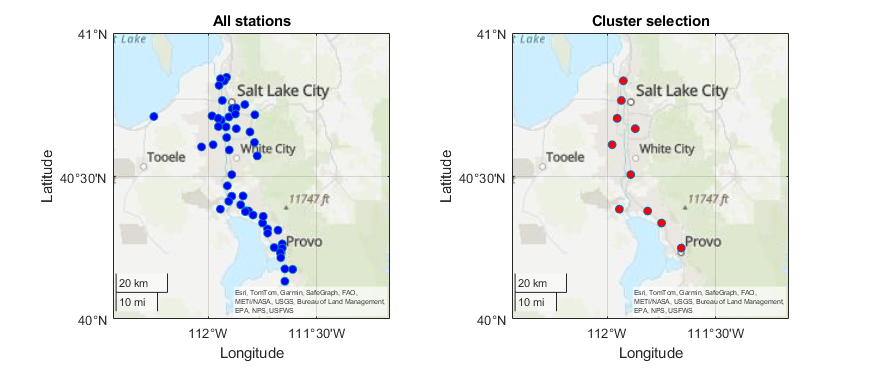 All stations
41°N
t Lake
Salt Lake City
White City
Tooele
40°30'N
11747 ft
Provo
20 km
10 mi
Esri, TomTom, Garmin, SafeGraph, FAO,
METI/NASA, USGS, Bureau of Land Management,
EPA, NPS, USFWS
40°N
112°W
111°30'W
Longitude
Latitude
Cluster selection
41°N
Lake
Salt Lake City
White City
Tooele
40°30'N
11747 ft
Provo
20 km
10 mi
Esri, TomTom, Garmin, SafeGraph, FAO,
METI/NASA, USGS, Bureau of Land Management,
EPA, NPS, USFWS
40°N
112°W
111°30'W
Longitude
Latitude